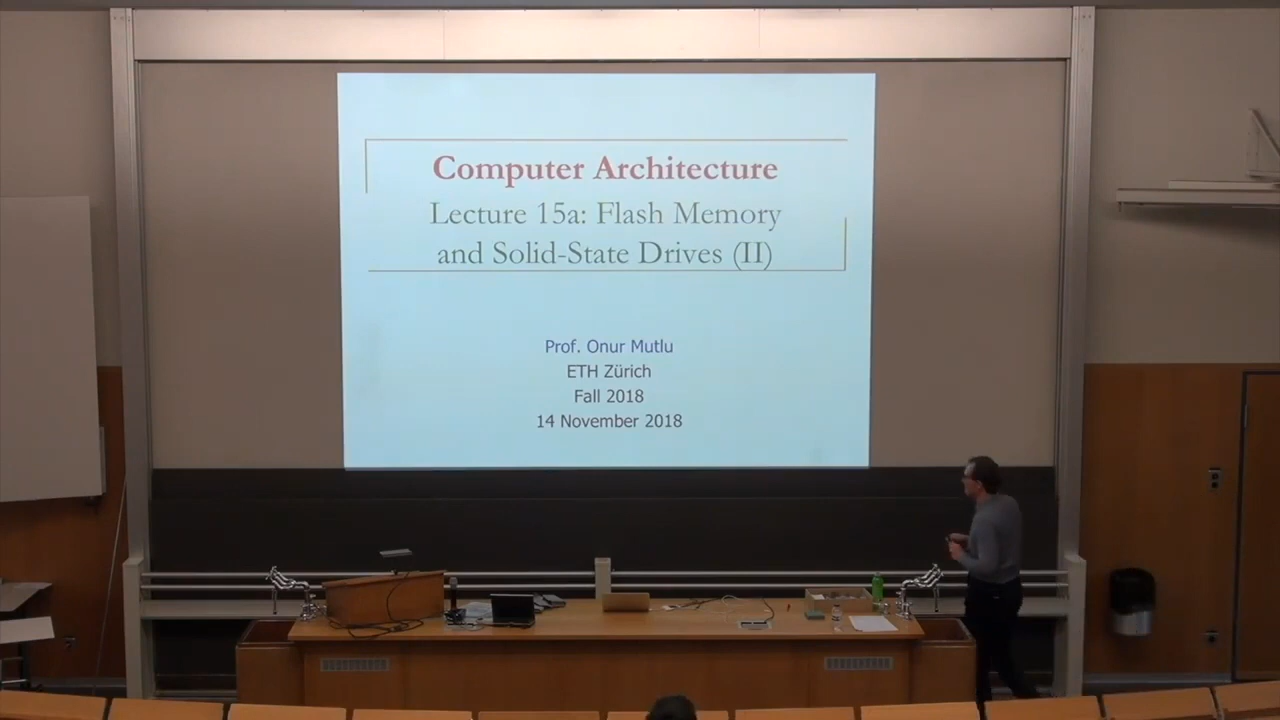 Computer Architecture
Lecture 15a: Flash Memory
and Solid-State Drives (II)
Prof. Onur Mutlu
ETH Zürich
Fall 2018
14 November 2018